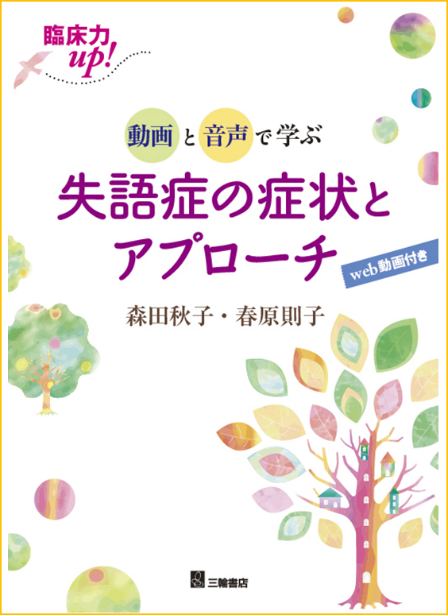 臨床力
up!
動画と音声で学ぶ
失語症の症状と
アプローチ
web動画付き
森田秋子・春原則子
三輪書店